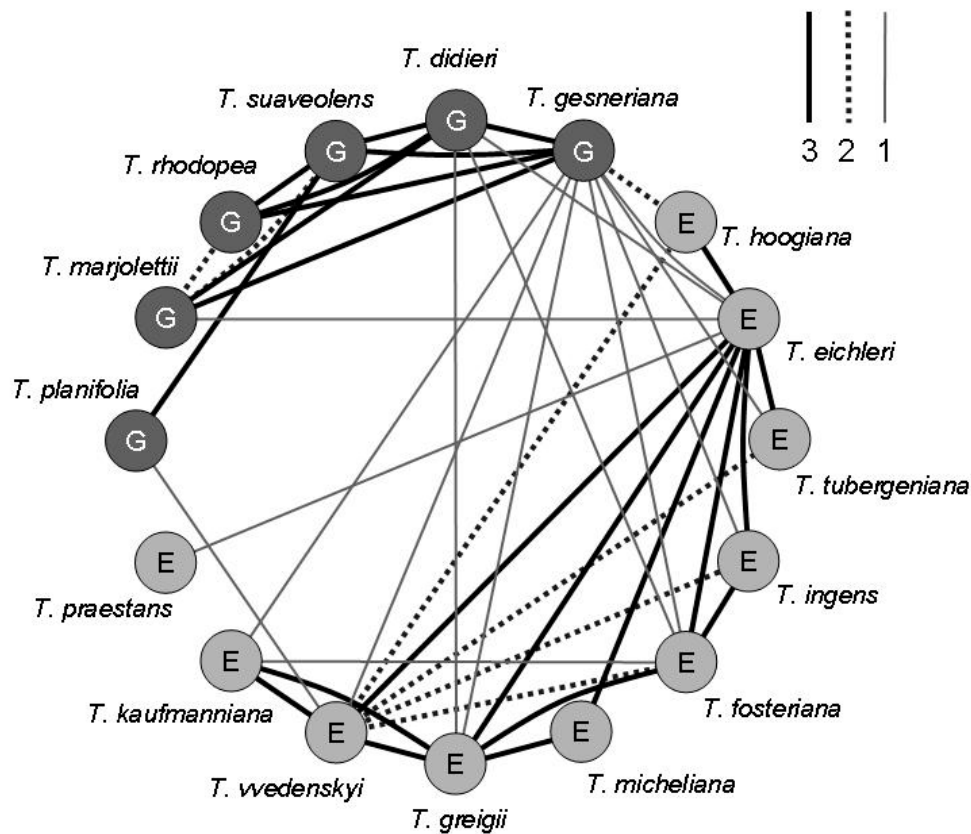 T. didieri
T. suaveolens
T. gesneriana
G
G
G
3 2 1
T. rhodopea
G
E
T. hoogiana
T. marjolettii
G
E
T. eichleri
T. planifolia
G
E
T. tubergeniana
E
E
T. praestans
T. ingens
E
E
T. kaufmanniana
T. fosteriana
E
E
E
T. vvedenskyi
T. micheliana
T. greigii